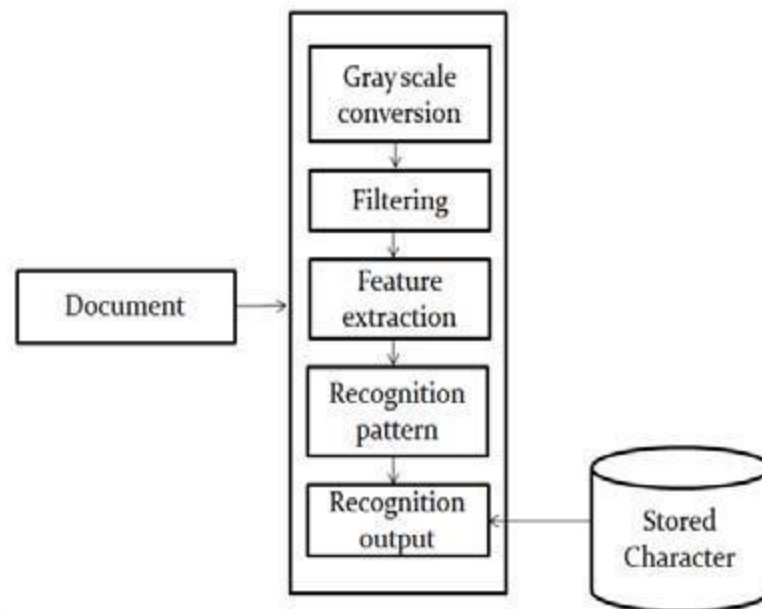 Gray scale
conversion
Filtering
Document
Feature
extraction
Recognition
pattern
Recognition
output
Stored
Character